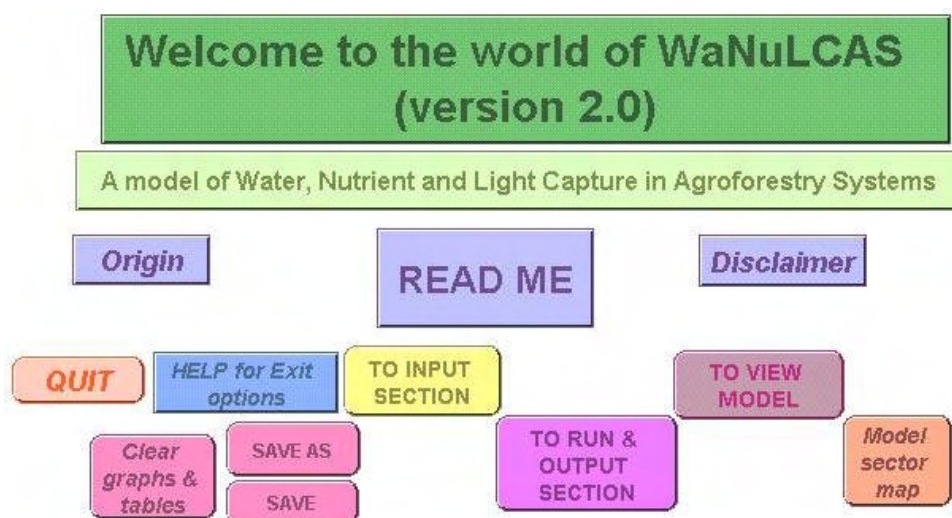 Welcome to the world of WaNuLCAS
(version 2.0)
A model of Water, Nutrient and Light Capture in Agroforestry Systems
Origin
READ ME
Disclaimer
QUIT
HELP for Exit
options
TO INPUT
SECTION
TO VIEW
MODEL
Clear
graphs &
tables
SAVE AS
SAVE
TO RUN &
OUTPUT
SECTION
Model
sector
map